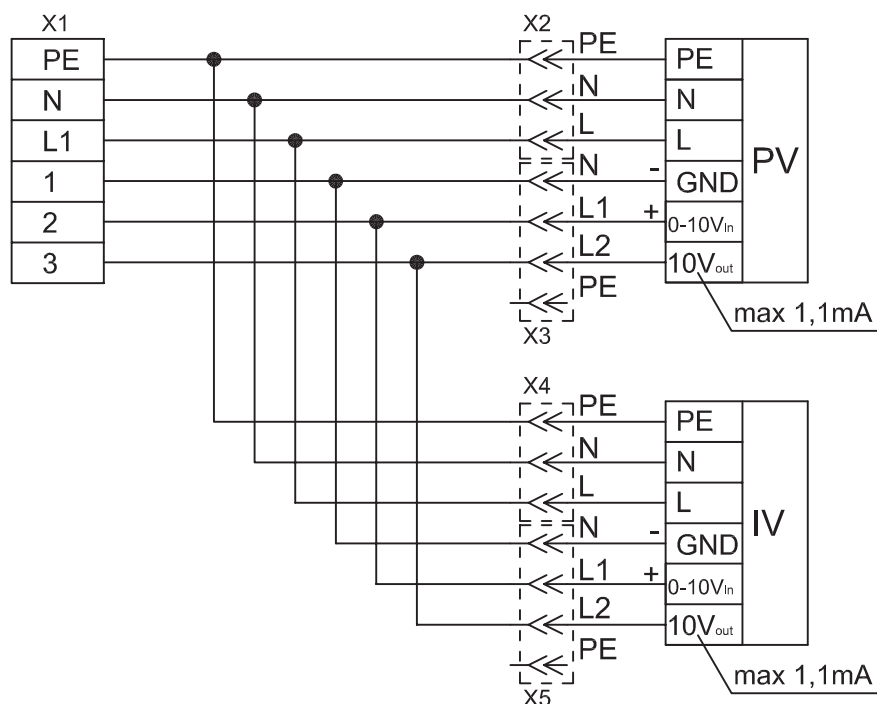 X1
PE
N
L1
1
2
3
X2
PE
N
L
N
L1
L2
PE
X3
-
+
PE
N
L
GND
0-10Vin
10Vout
PV
max 1,1mA
X4
PE
N
L
N
L1
L2
PE
X5
-
+
PE
N
L
GND
0-10Vin
10Vout
IV
max 1,1mA